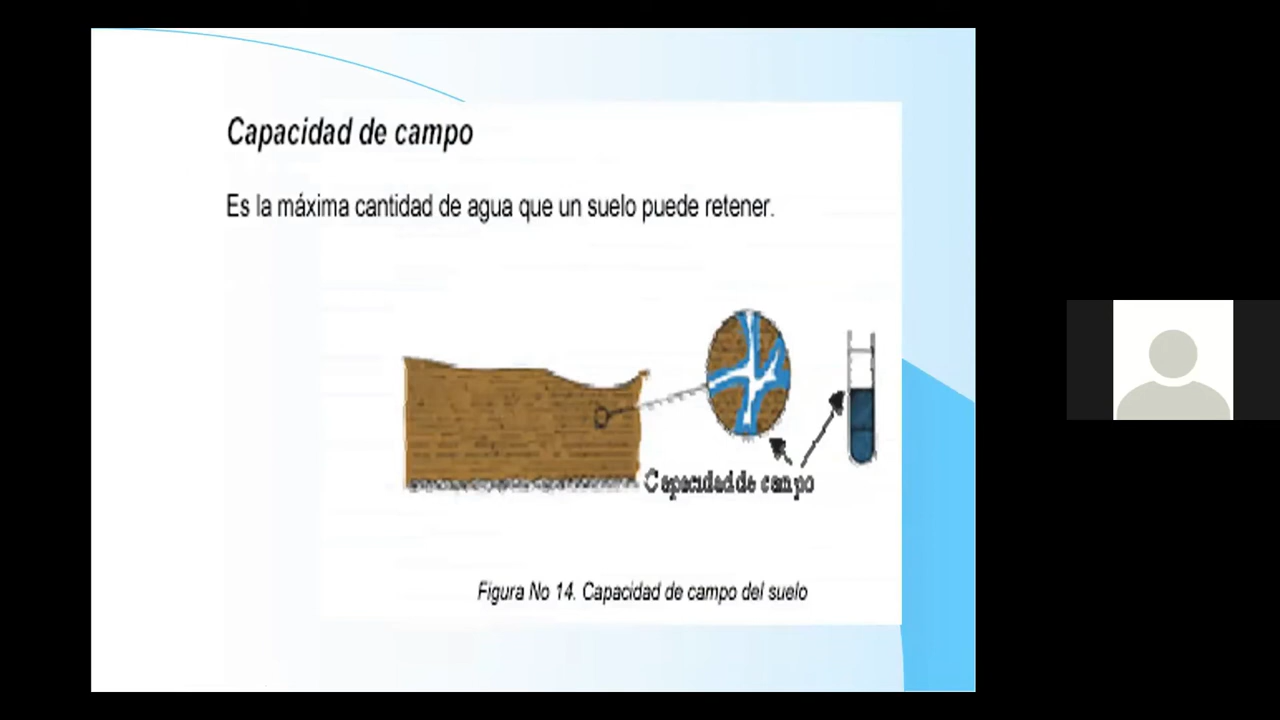 Capacidad de campo
Es la máxima cantidad de agua que un suelo puede retener.
Capacidad de campo
Figura No 14. Capacidad de campo del suelo